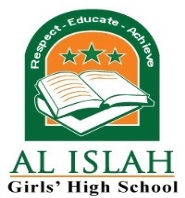 Respect - Educate - Achieve
AL ISLAH
Girls' High School